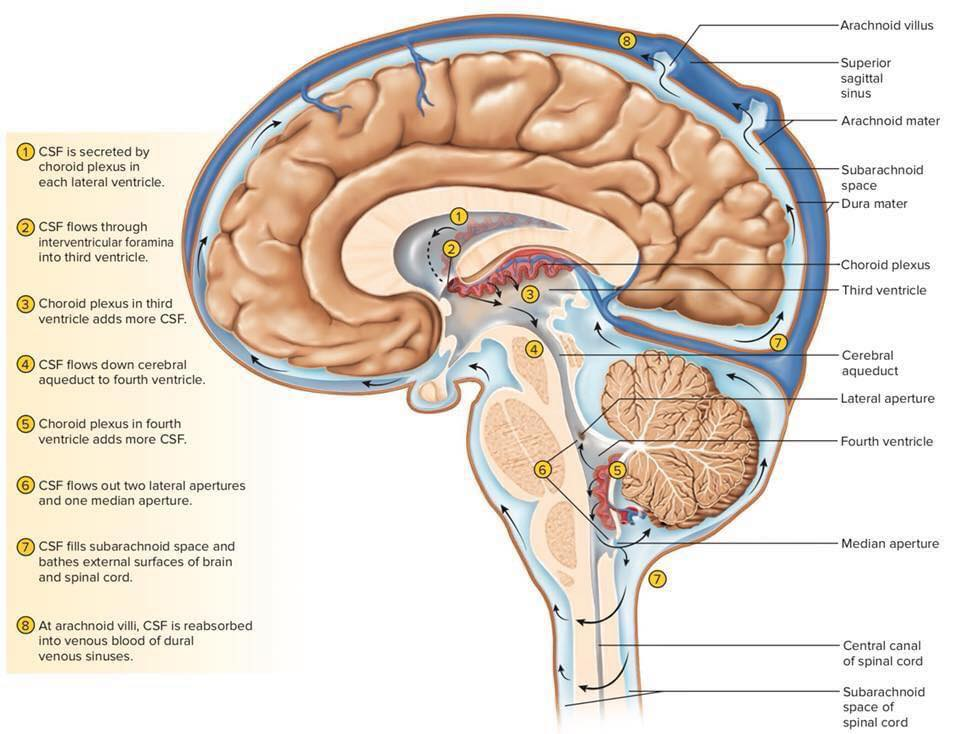 1 CSF is secreted by
choroid plexus in
each lateral ventricle.
2 CSF flows through
interventricular foramina
into third ventricle.
3 Choroid plexus in third
ventricle adds more CSF.
4 CSF flows down cerebral
aqueduct to fourth ventricle.
5 Choroid plexus in fourth
ventricle adds more CSF.
6 CSF flows out two lateral apertures
and one median aperture.
7 CSF fills subarachnoid space and
bathes external surfaces of brain
and spinal cord.
8 At arachnoid villi, CSF is reabsorbed
into venous blood of dural
venous sinuses.
8
1
2
3
4
7
6
5
7
Arachnoid villus
Superior
sagittal
sinus
Arachnoid mater
Subarachnoid
space
Dura mater
Choroid plexus
Third ventricle
Cerebral
aqueduct
Lateral aperture
Fourth ventricle
Median aperture
Central canal
of spinal cord
Subarachnoid
space of
spinal cord